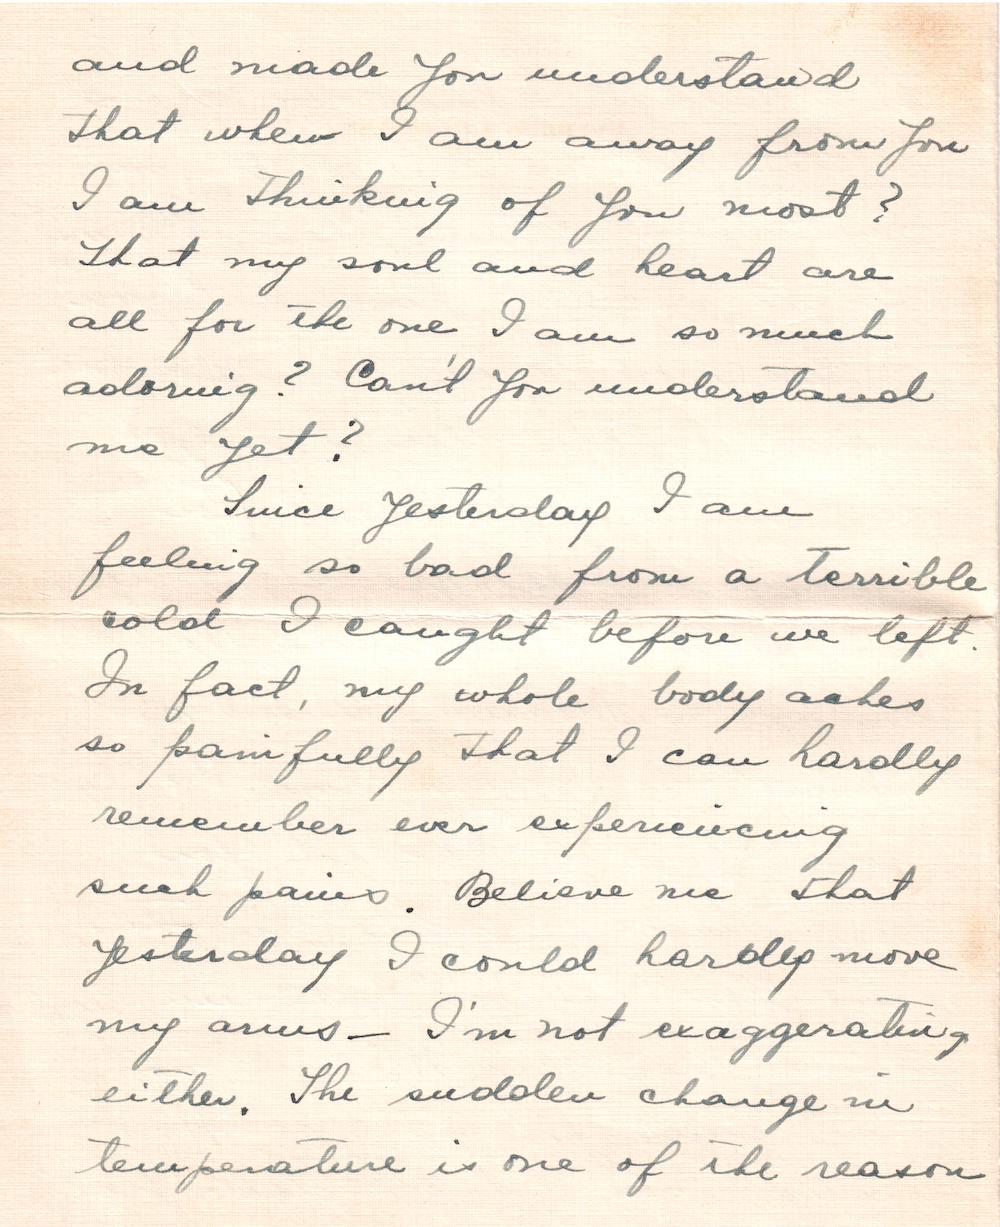 and made you understand
that when I am away from you
I am thinking of you most?
That my soul and heart are
all for the one I am so much
adoring? Can't you understand
me yet?
Since yesterday I am
feeling so bad from a terrible
cold I caught before we left.
In fact, my whole body aches
so painfully that I can hardly
remember ever experiencing
such pains. Believe me that
yesterday I could hardly move
my arms — I'm not exaggerating
either. The sudden change in
temperature is one of the reason